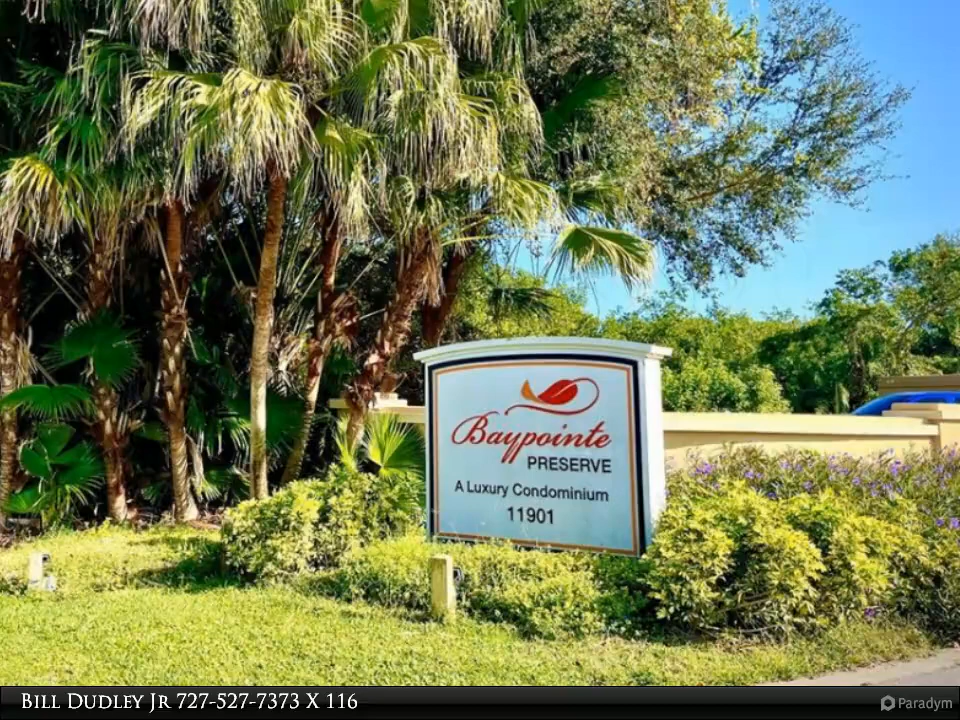 Baypointe
PRESERVE
A Luxury Condominium
11901
Bill Dudley Jr 727-527-7373 X 116
Paradym